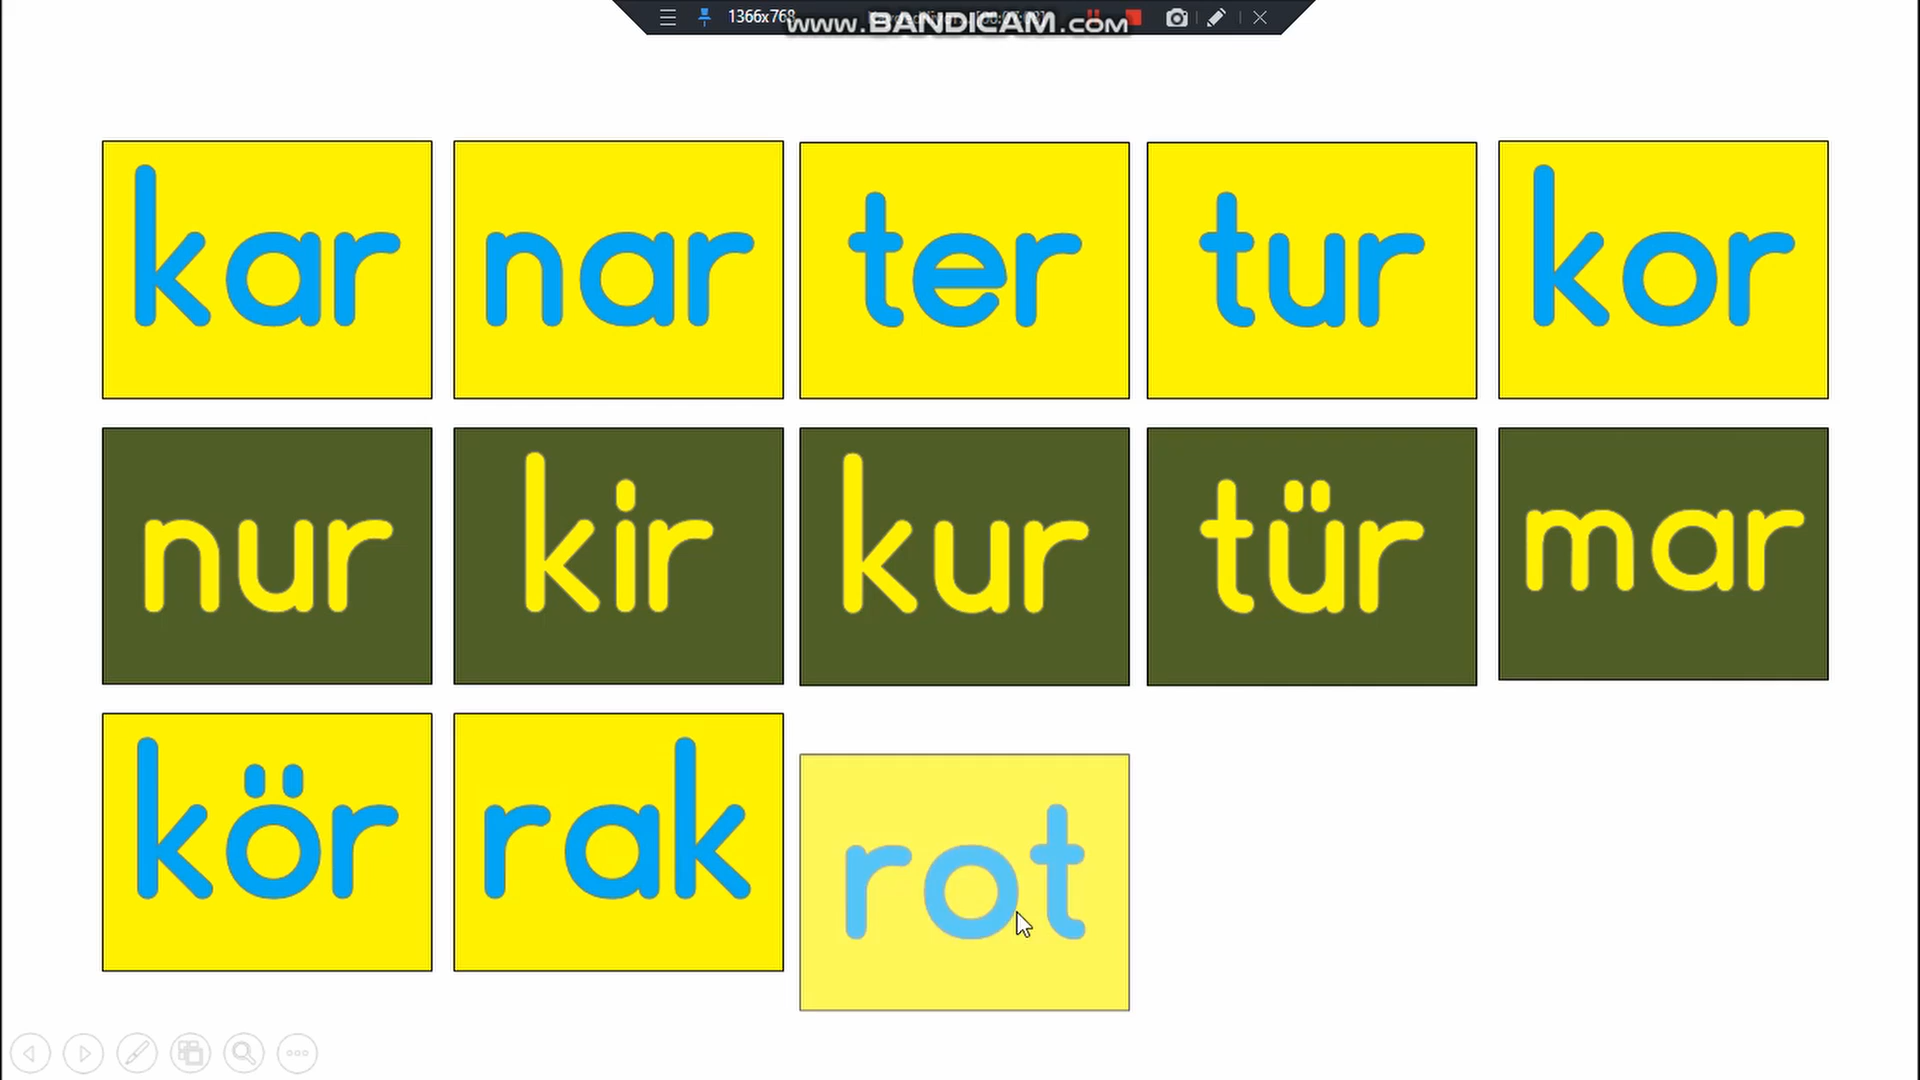 1366x768
www.BANDICAM.com
kar nar ter tur kor
nur kir kur tür mar
kör rak rot